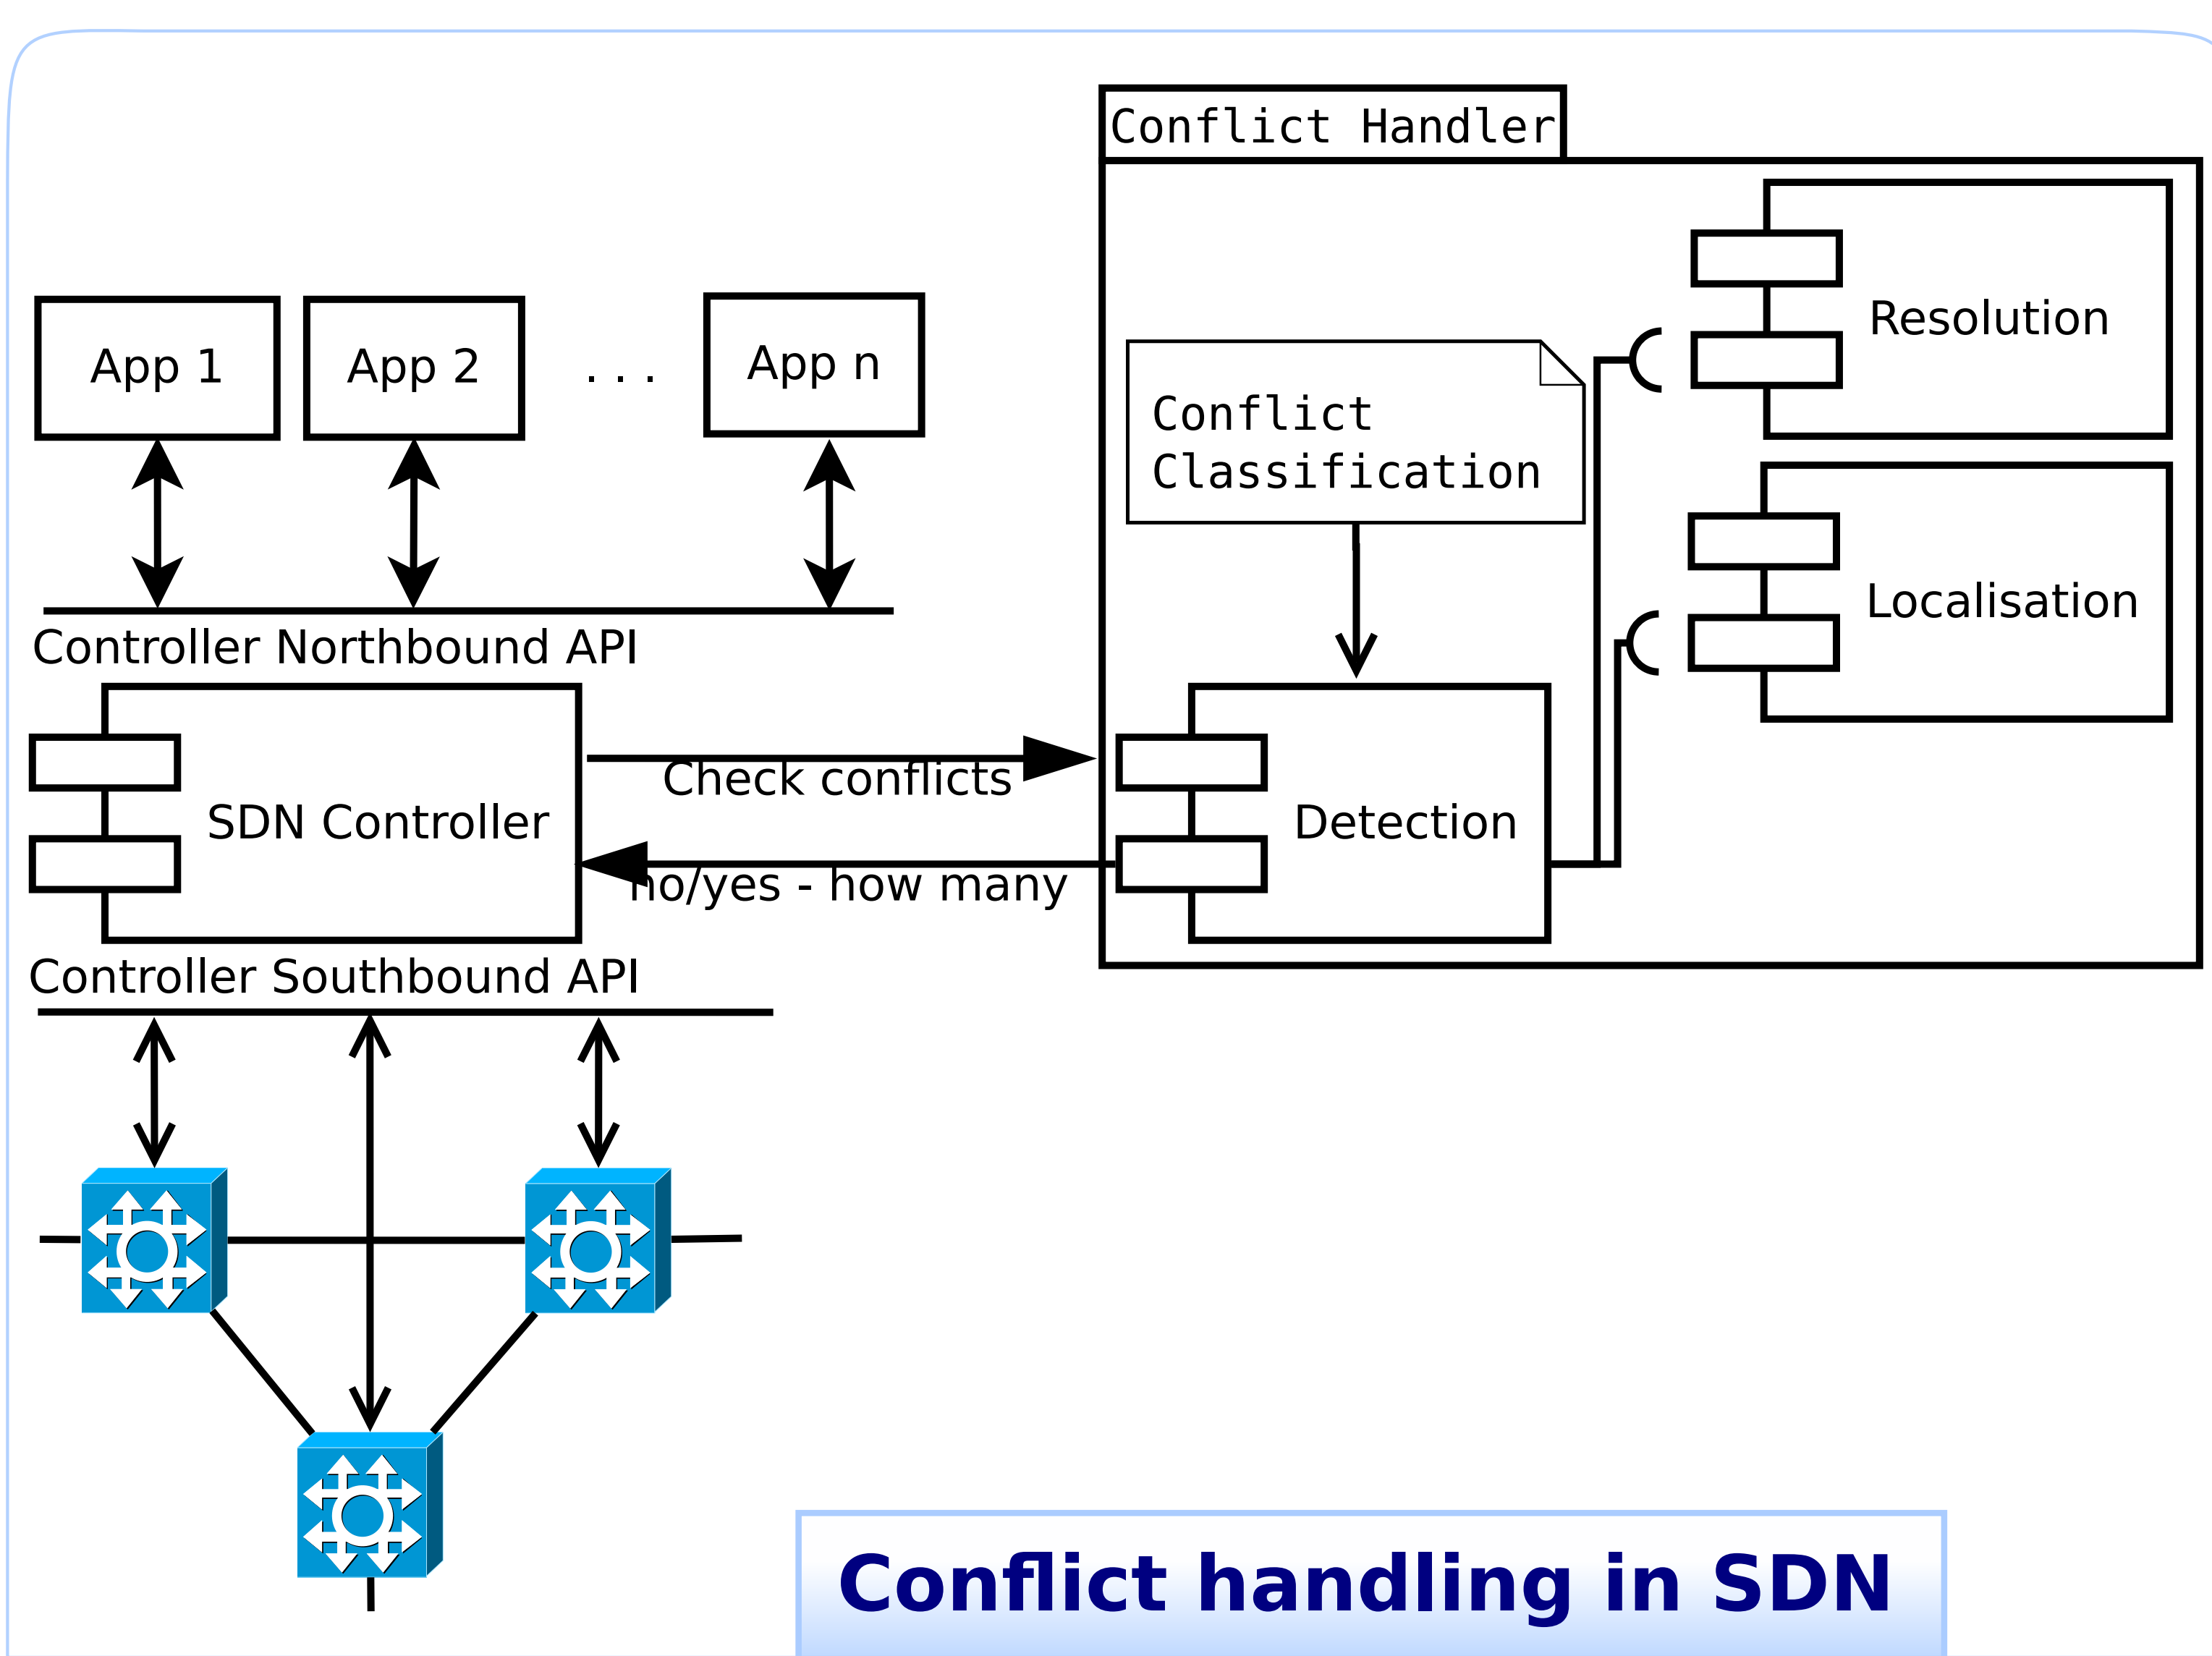 Conflict Handler
Resolution
App 1
App 2
. . .
App n
Conflict
Classification
Localisation
Controller Northbound API
SDN Controller
Check conflicts
no/yes - how many
Detection
Controller Southbound API
Conflict handling in SDN